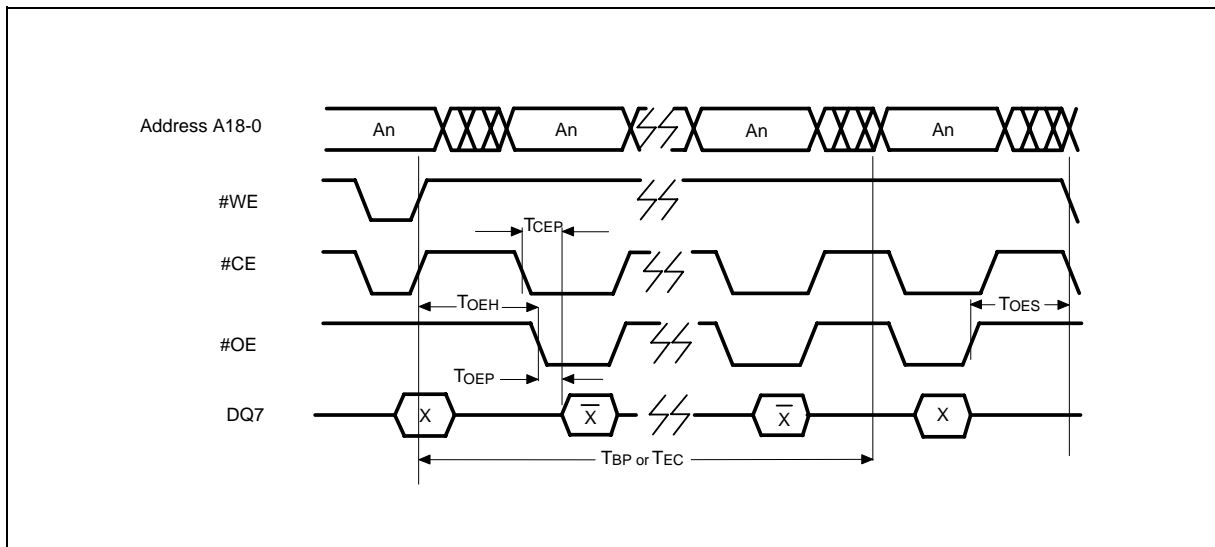 Address A18-0 An An An An
#WE
TCEP
#CE
TOEH TOES
#OE
TOEP
DQ7 X X̅ X̅ X
TBP or TEC